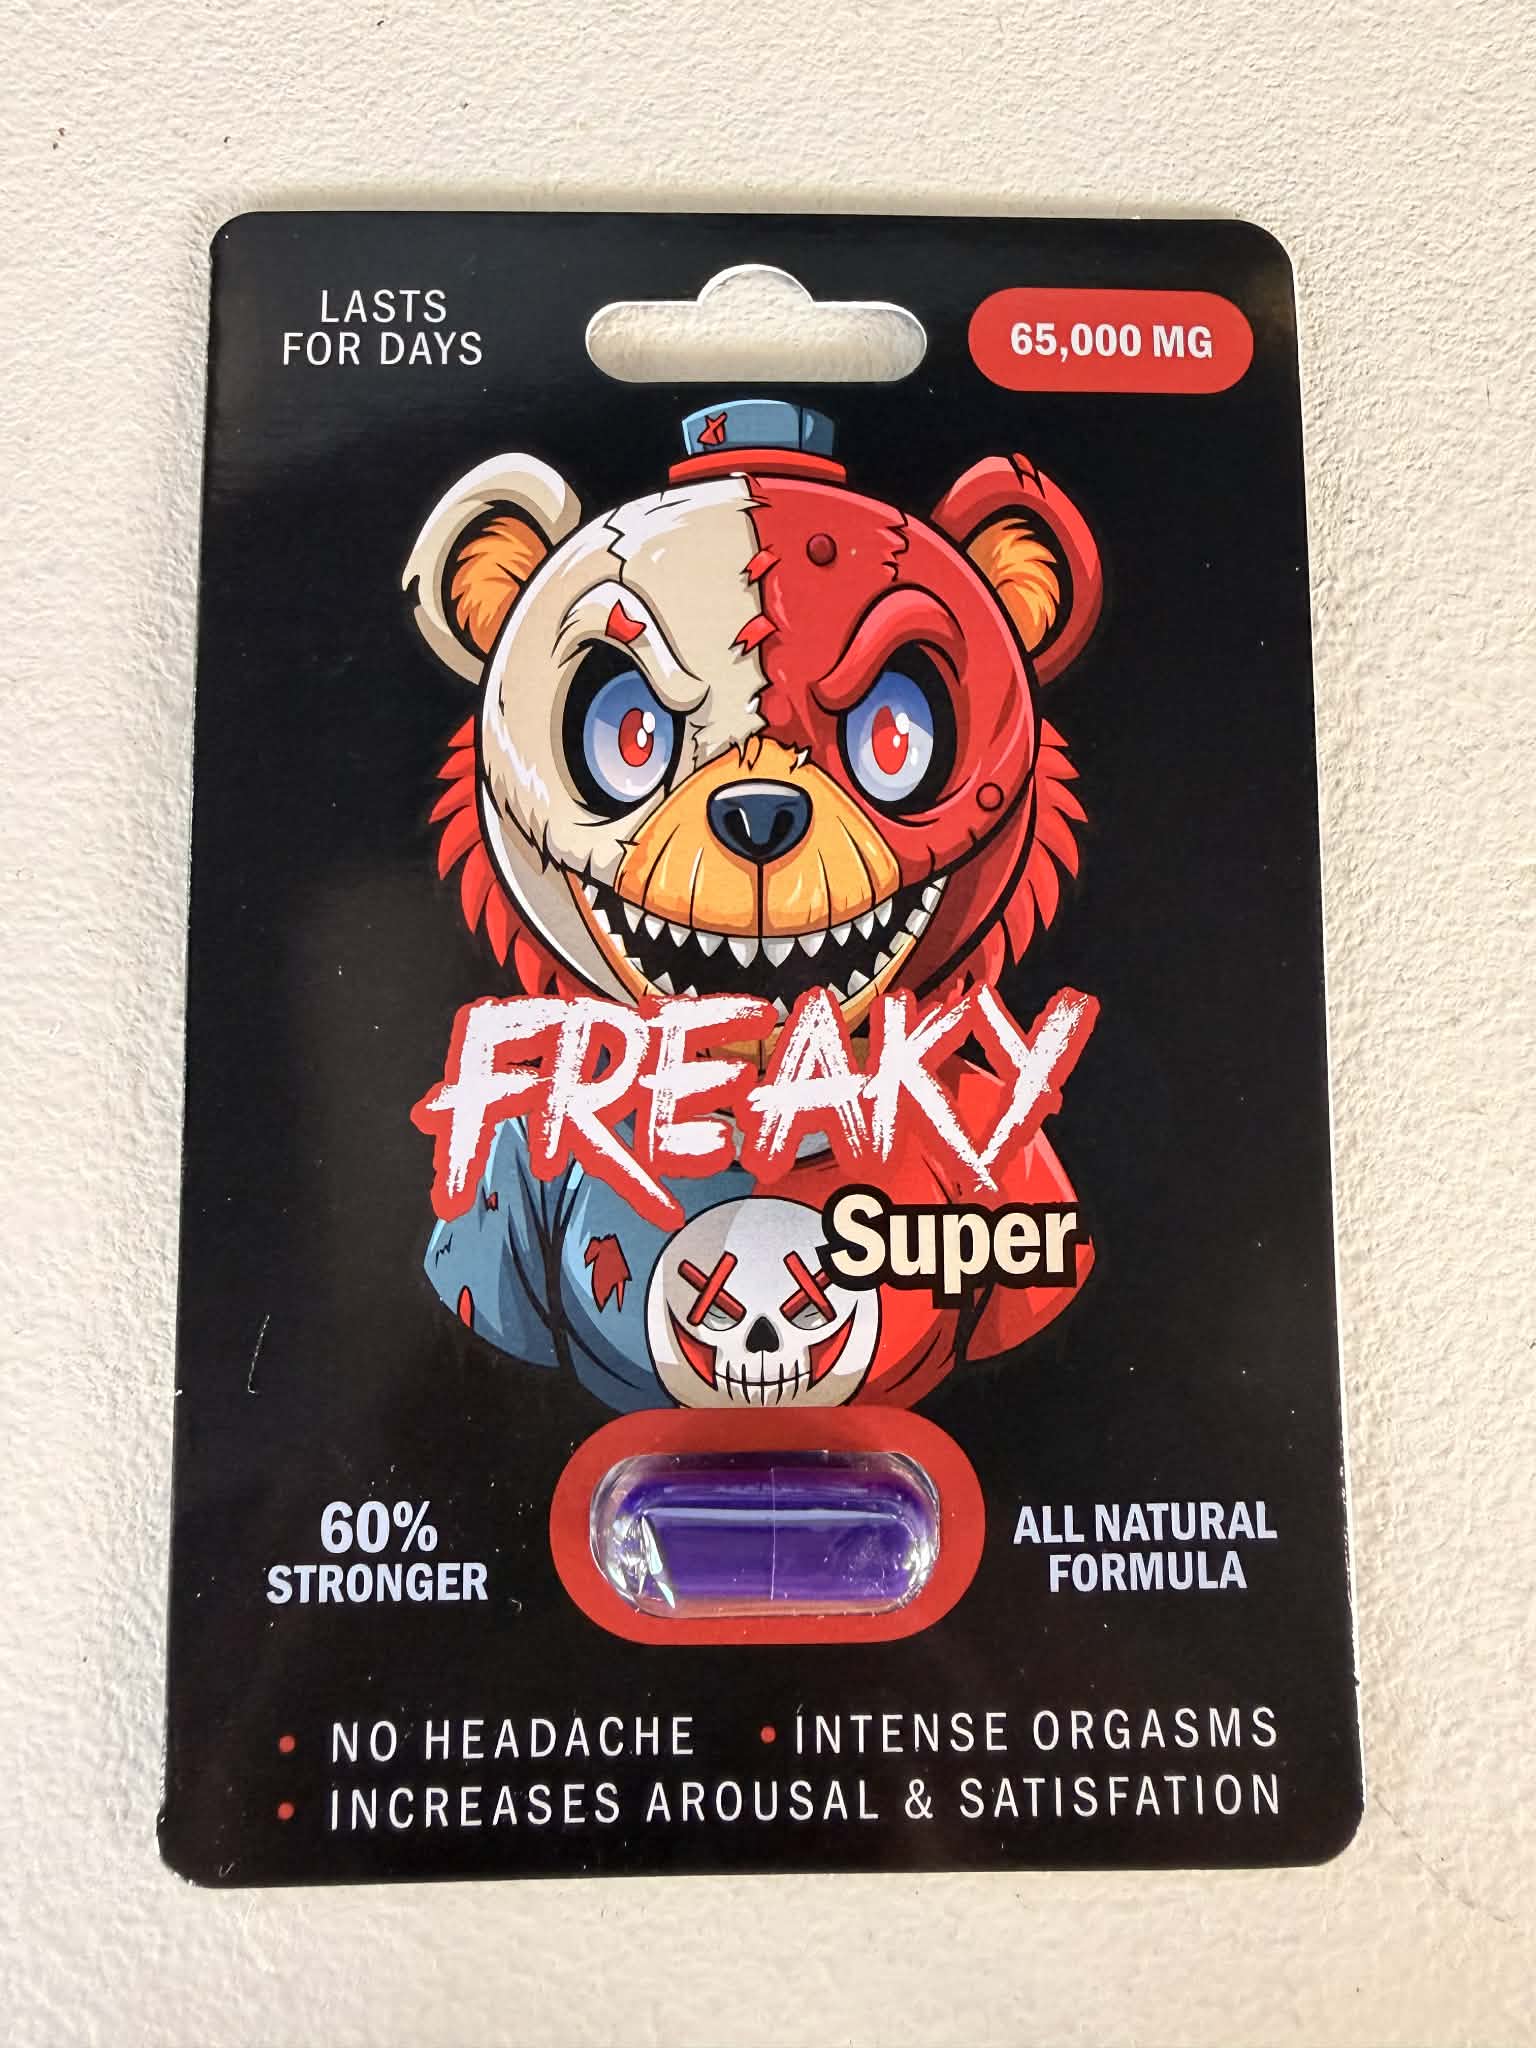 LASTS
FOR DAYS
65,000 MG
FREAKY
Super
60%
STRONGER
ALL NATURAL
FORMULA
• NO HEADACHE • INTENSE ORGASMS
• INCREASES AROUSAL & SATISFATION